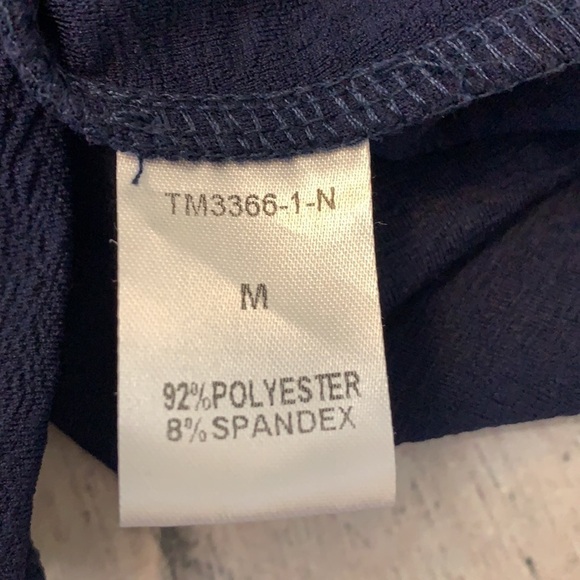 TM3366-1-N
M
92%POLYESTER
8%SPANDEX